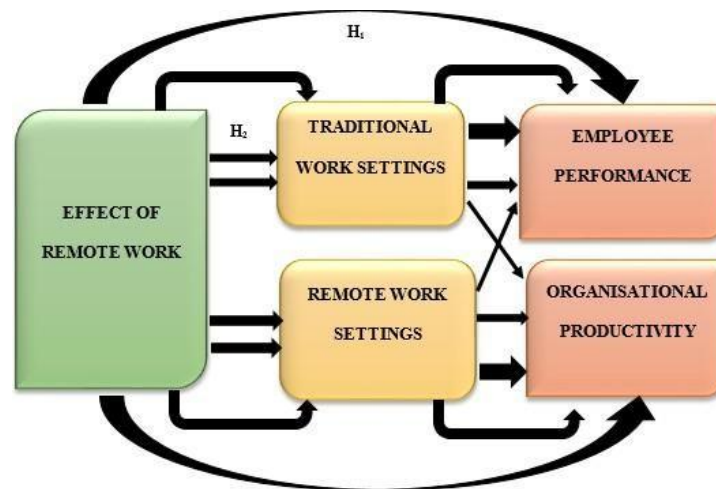 H₁
H₂
EFFECT OF
REMOTE WORK
TRADITIONAL
WORK SETTINGS
REMOTE WORK
SETTINGS
EMPLOYEE
PERFORMANCE
ORGANISATIONAL
PRODUCTIVITY